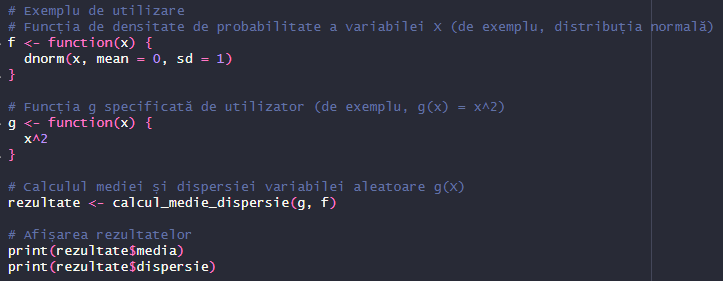 # Exemplu de utilizare
# Funcția de densitate de probabilitate a variabilei X (de exemplu, distribuția normală)
f <- function(x) {
  dnorm(x, mean = 0, sd = 1)
}

# Funcția g specificată de utilizator (de exemplu, g(x) = x^2)
g <- function(x) {
  x^2
}

# Calculul mediei și dispersiei variabilei aleatoare g(X)
rezultate <- calcul_medie_dispersie(g, f)

# Afișarea rezultatelor
print(rezultate$media)
print(rezultate$dispersie)